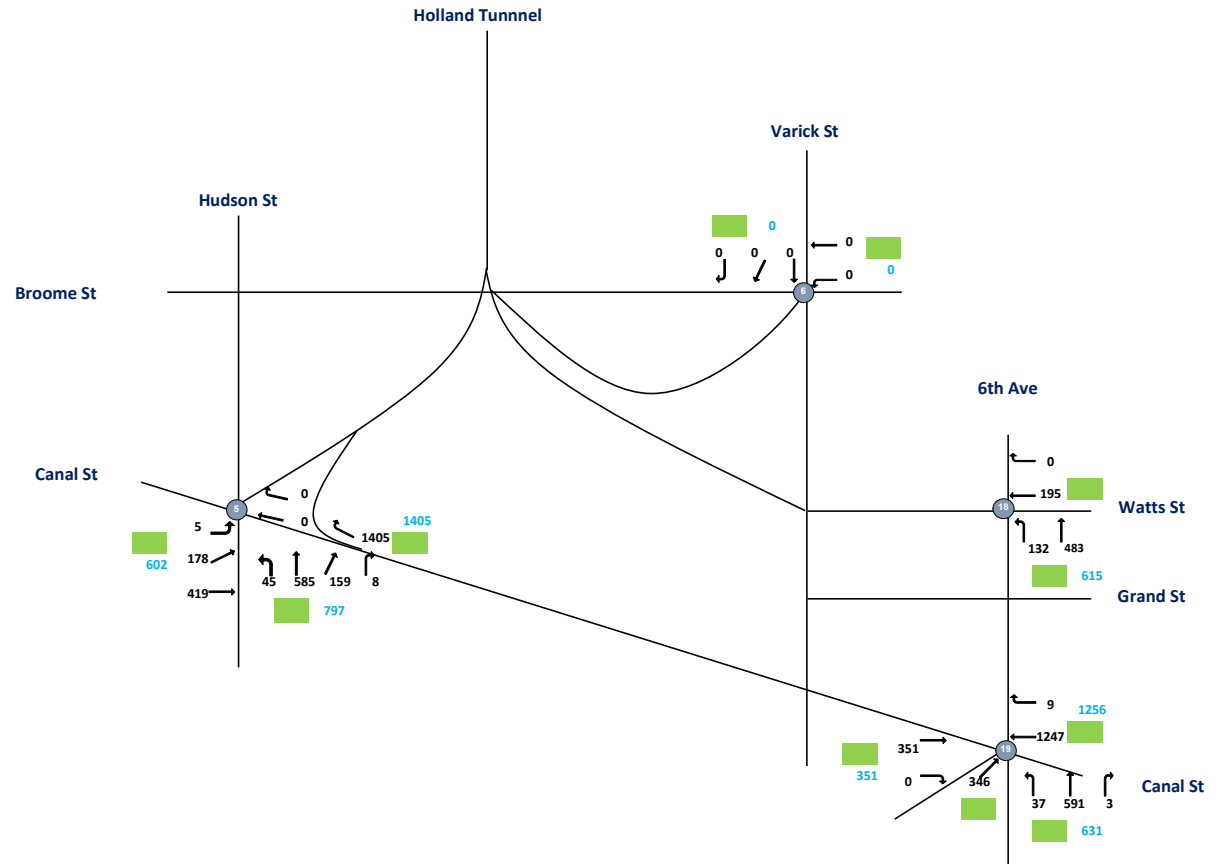 Holland Tunnnel
Varick St
Hudson St
0
0 0 0
0
0
0
Broome St
6
6th Ave
0
Canal St
195
0
5
18
Watts St
0
5
1405
1405
132 483
178
602
615
45 585 159 8
419
Grand St
797
9
1256
1247
351
19
351
0
346
Canal St
37 591 3
631